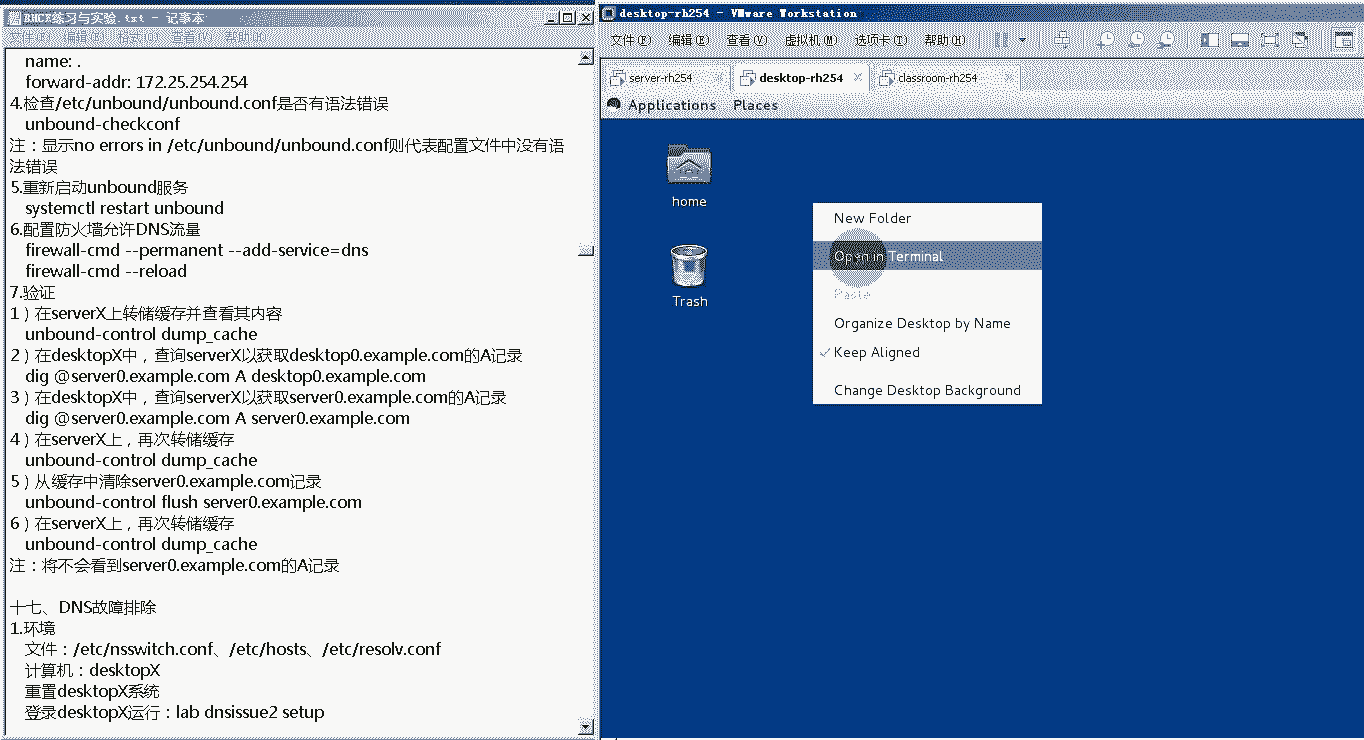 RHCE练习与实验.txt - 记事本
文件(F) 编辑(E) 格式(O) 查看(V) 帮助(H)
name: .
forward-addr: 172.25.254.254
4.检查/etc/unbound/unbound.conf是否有语法错误
unbound-checkconf
注：显示no errors in /etc/unbound/unbound.conf则代表配置文件中没有语
法错误
5.重新启动unbound服务
systemctl restart unbound
6.配置防火墙允许DNS流量
firewall-cmd --permanent --add-service=dns
firewall-cmd --reload
7.验证
1）在serverX上转储缓存并查看其内容
unbound-control dump_cache
2）在desktopX中，查询serverX以获取desktop0.example.com的A记录
dig @server0.example.com A desktop0.example.com
3）在desktopX中，查询serverX以获取server0.example.com的A记录
dig @server0.example.com A server0.example.com
4）在serverX上，再次转储缓存
unbound-control dump_cache
5）从缓存中清除server0.example.com记录
unbound-control flush server0.example.com
6）在serverX上，再次转储缓存
unbound-control dump_cache
注：将不会看到server0.example.com的A记录
十七、DNS故障排除
1.环境
文件：/etc/nsswitch.conf、/etc/hosts、/etc/resolv.conf
计算机：desktopX
重置desktopX系统
登录desktopX运行：lab dnsissue2 setup
desktop-rh254 - VMware Workstation
文件(F) 编辑(E) 查看(V) 虚拟机(M) 选项卡(T) 帮助(H)
server-rh254 desktop-rh254 classroom-rh254
Applications Places
home
Trash
New Folder
Open in Terminal
Paste
Organize Desktop by Name
Keep Aligned
Change Desktop Background